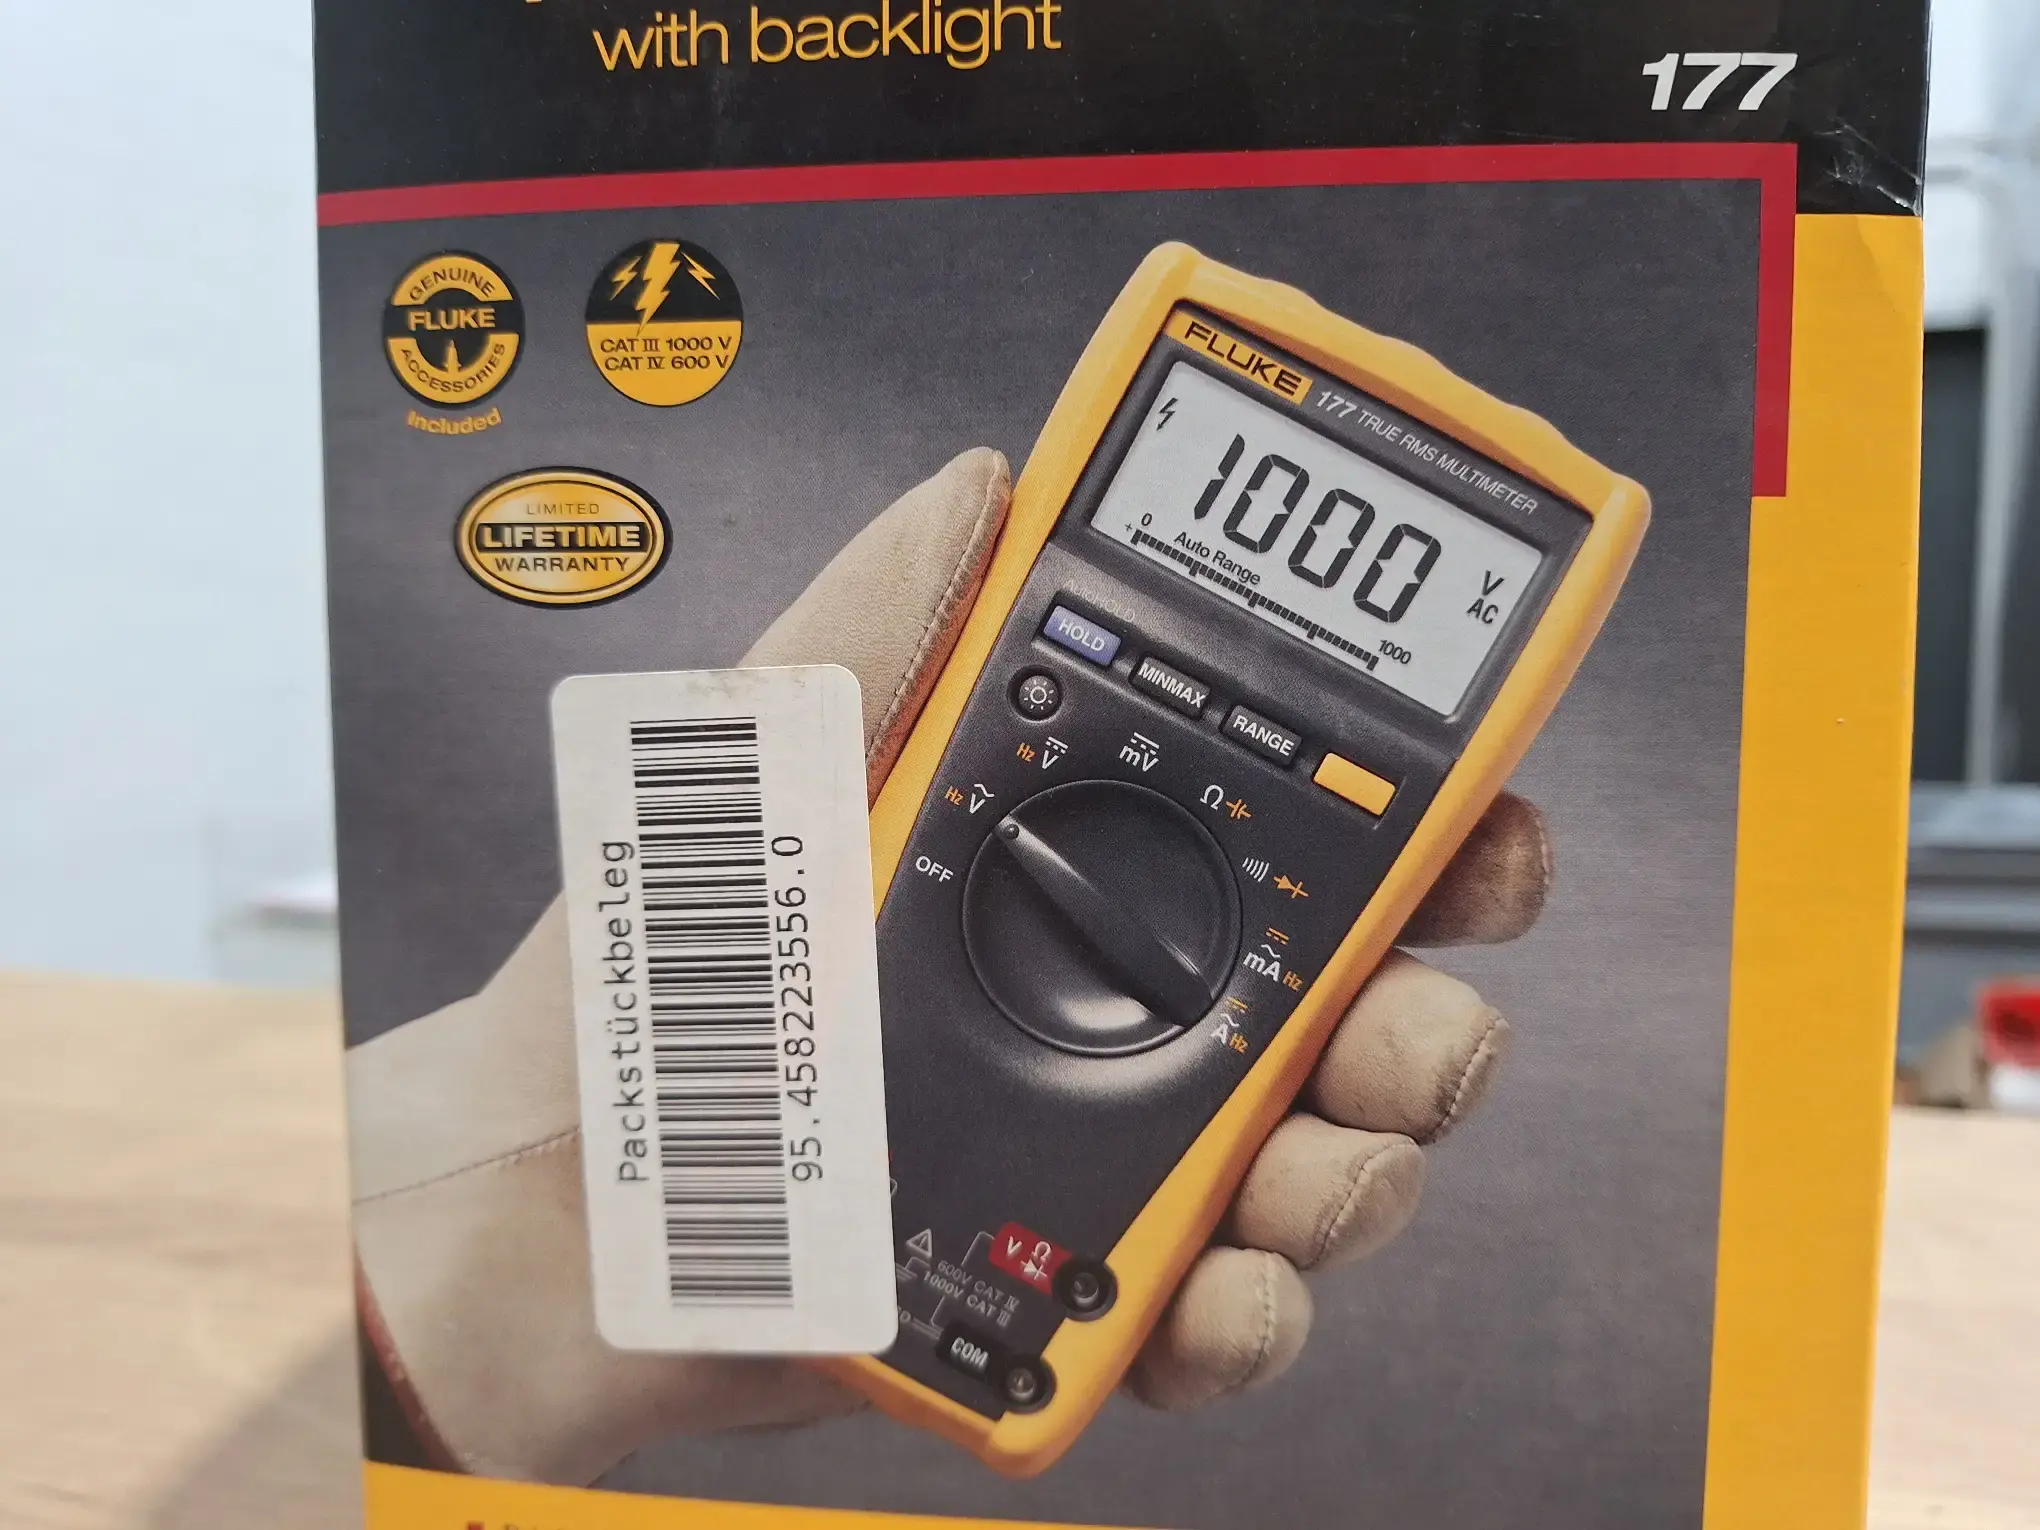 with backlight
177
GENUINE
FLUKE
ACCESSORIES
Included
CAT III 1000 V
CAT IV 600 V
LIMITED
LIFETIME
WARRANTY
FLUKE 177 TRUE RMS MULTIMETER
1000
V
AC
0
Auto Range
1000
HOLD
MINMAX
RANGE
Hz V
mV
Hz V
Ω
OFF
mA Hz
A Hz
Packstückbeleg
95.4582223556.0
V Ω
600V CAT IV
1000V CAT III
COM